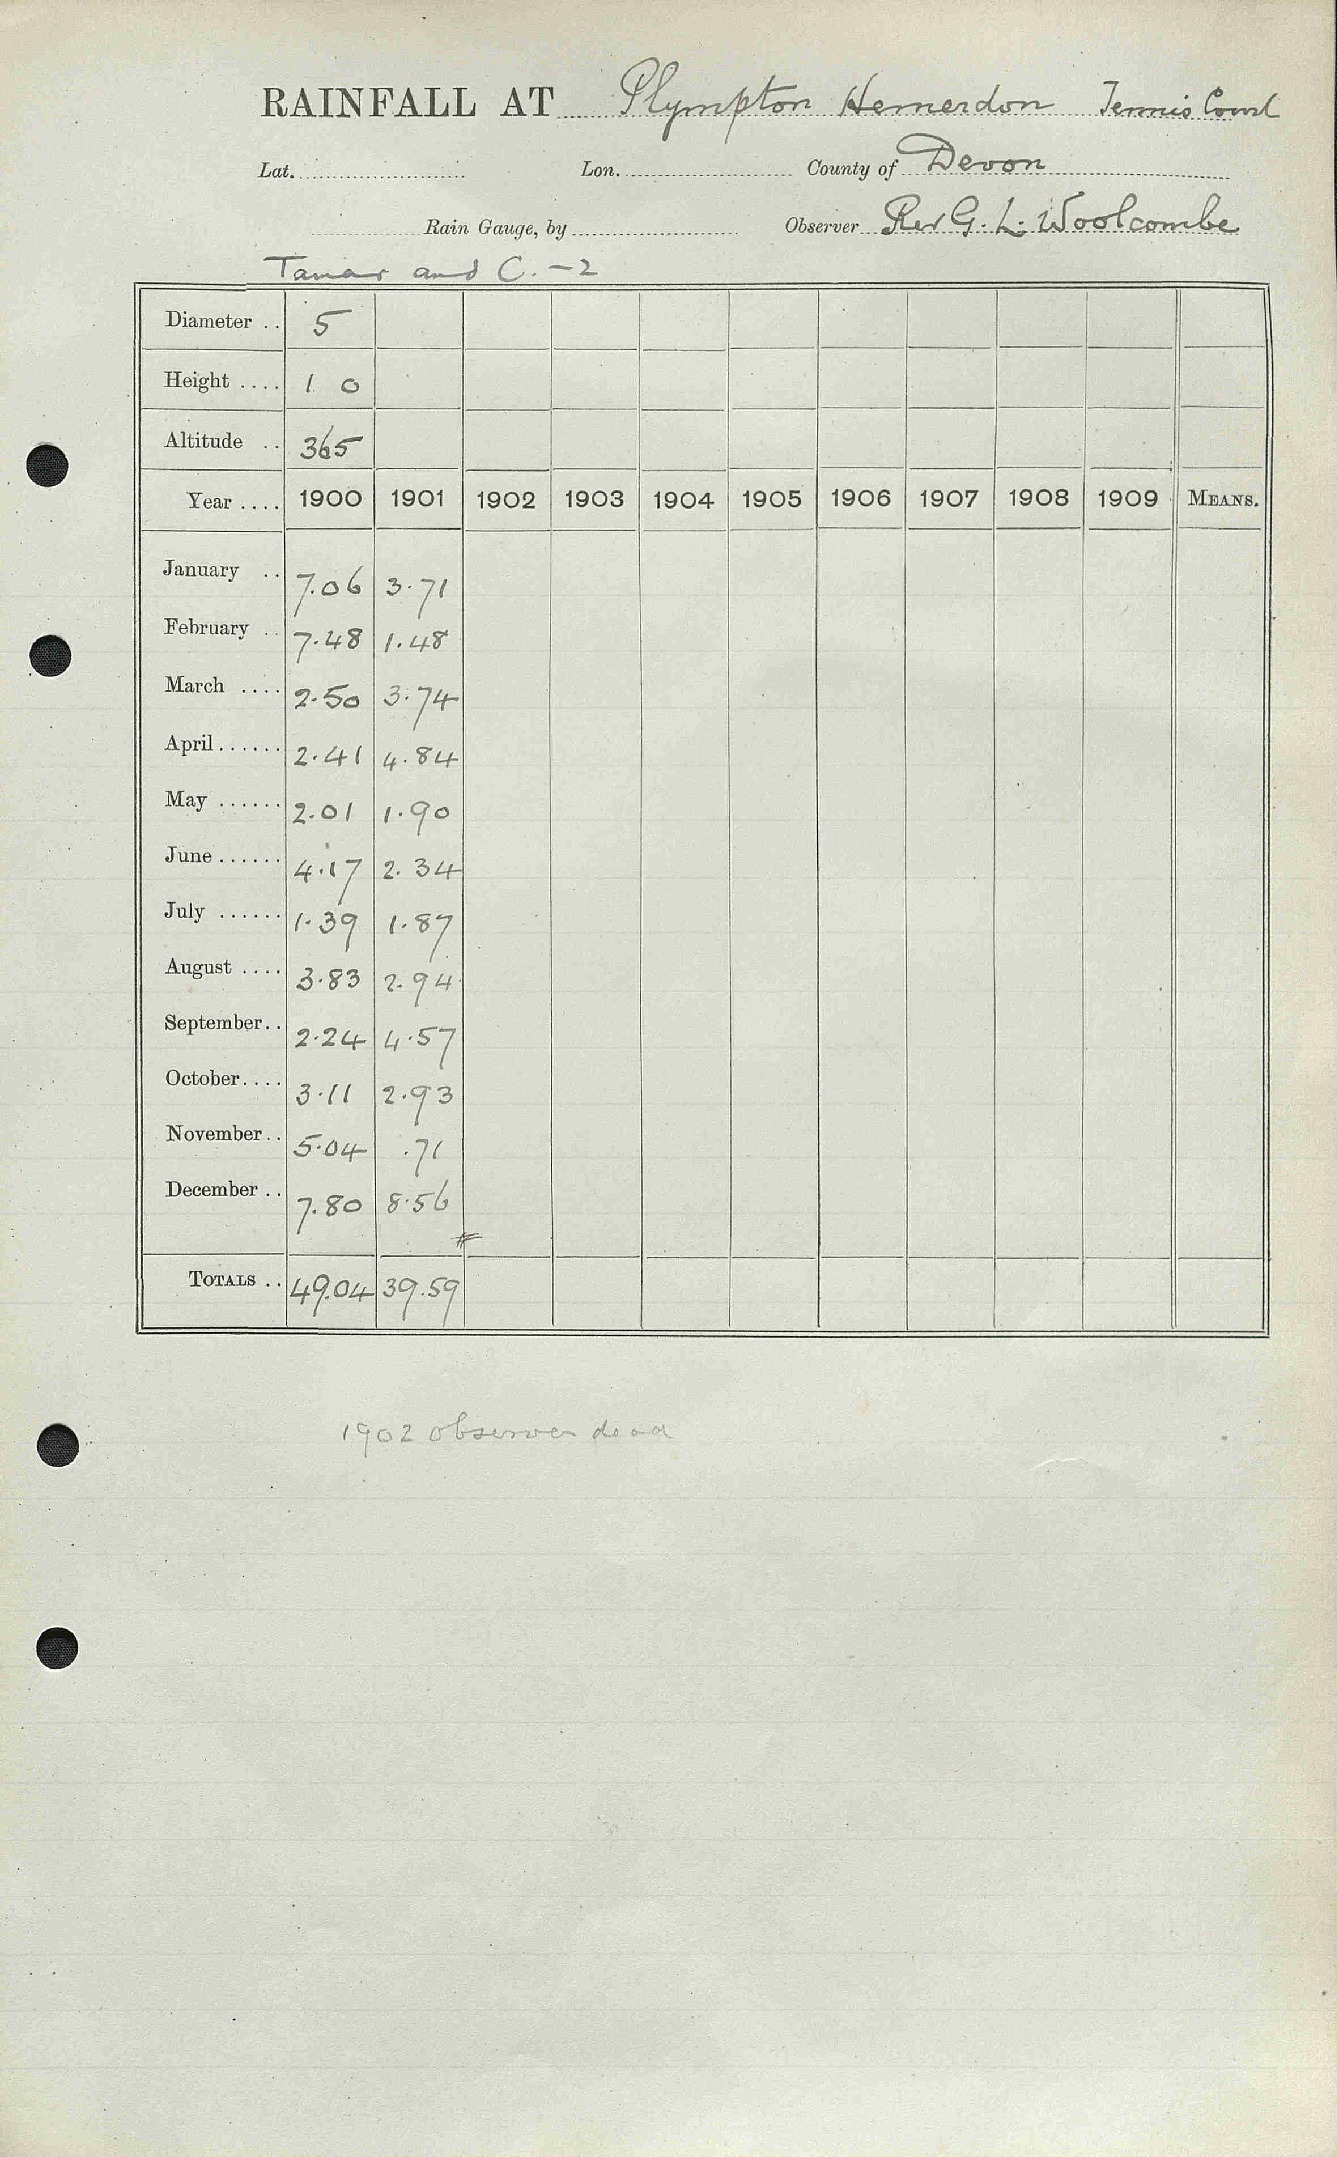 RAINFALL AT Plympton Hemerdon Tennis Court
Lat. Lon. County of Devon
Rain Gauge, by Observer Rev G. L. Woolcombe
Tamar and C. - 2
Diameter .. 5
Height .... 1 0
Altitude .. 365
Year .... 1900 1901 1902 1903 1904 1905 1906 1907 1908 1909 MEANS.
January .. 7.06 3.71
February .. 7.48 1.48
March .... 2.50 3.74
April...... 2.41 4.84
May ...... 2.01 1.90
June ...... 4.17 2.34
July ...... 1.39 1.87
August .... 3.83 2.94
September.. 2.24 4.57
October.... 3.11 2.93
November.. 5.04 .71
December .. 7.80 8.56
TOTALS .. 49.04 39.59
1902 observer dead